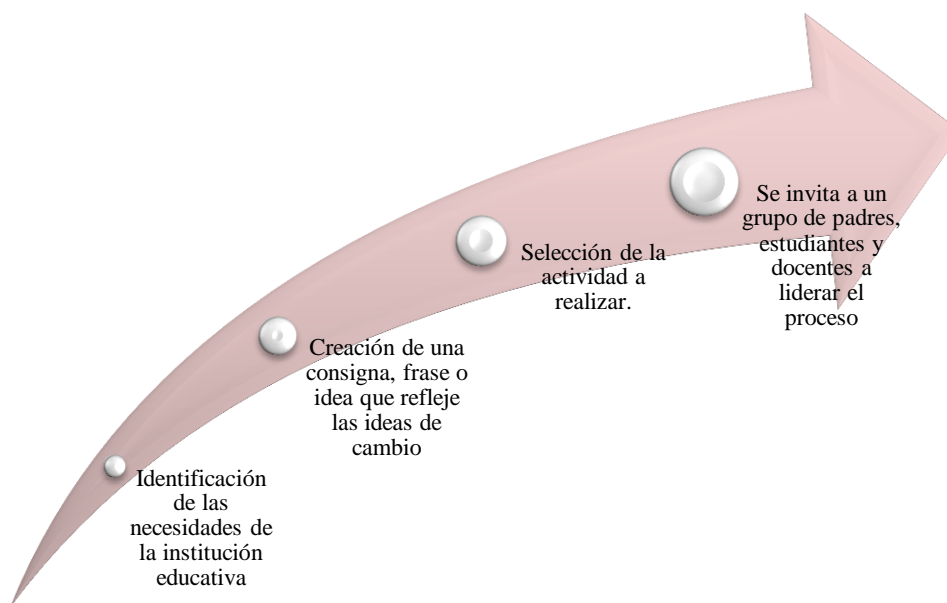 Identificación
de las
necesidades de
la institución
educativa
Creación de una
consigna, frase o
idea que refleje
las ideas de
cambio
Selección de la
actividad a
realizar.
Se invita a un
grupo de padres,
estudiantes y
docentes a
liderar el
proceso